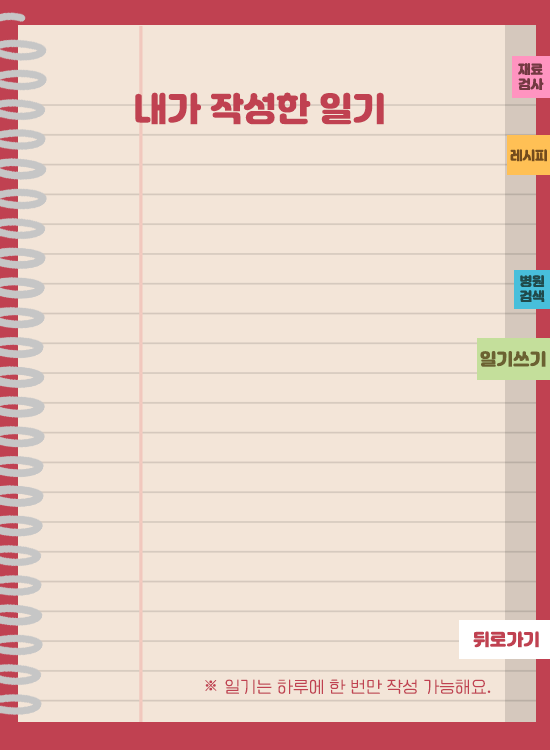 내가 작성한 일기
재료
검사
레시피
병원
검색
일기쓰기
뒤로가기
※ 일기는 하루에 한 번만 작성 가능해요.